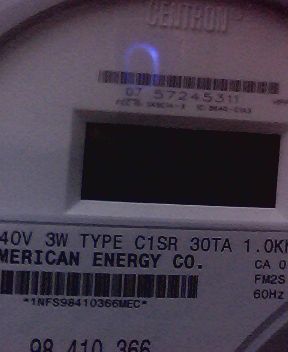 CENTRON
07 57245311
40V 3W TYPE C1SR 30TA 1.0K
MERICAN ENERGY CO.
CA 0
FM2S
60Hz
*1NFS98410366MEC*
98 410 366